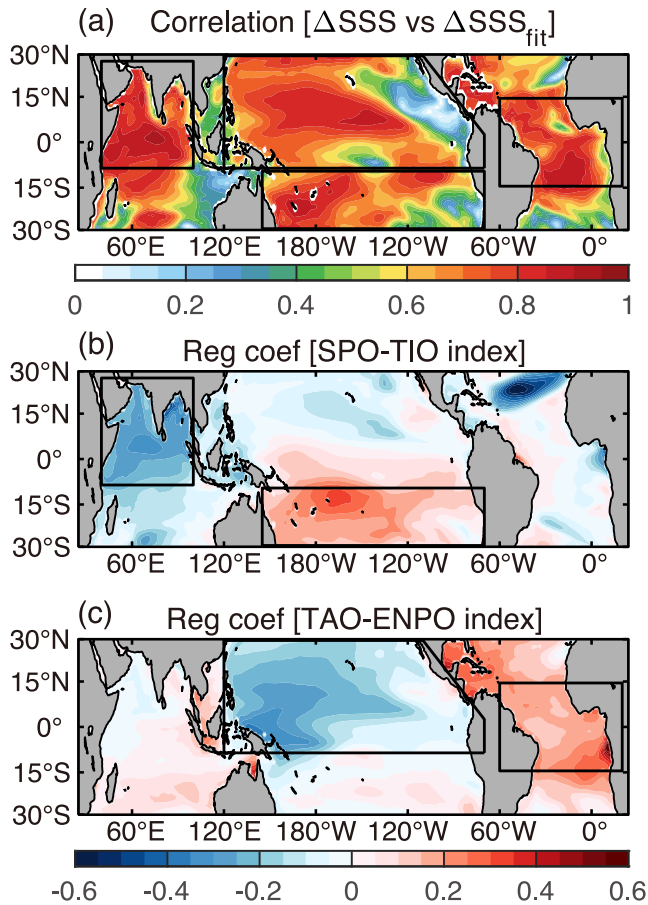 (a) Correlation [ΔSSS vs ΔSSSfit]
30°N
15°N
0°
15°S
30°S
60°E 120°E 180°W 120°W 60°W 0°
0 0.2 0.4 0.6 0.8 1
(b) Reg coef [SPO-TIO index]
30°N
15°N
0°
15°S
30°S
60°E 120°E 180°W 120°W 60°W 0°
(c) Reg coef [TAO-ENPO index]
30°N
15°N
0°
15°S
30°S
60°E 120°E 180°W 120°W 60°W 0°
-0.6 -0.4 -0.2 0 0.2 0.4 0.6